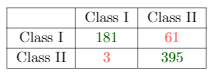 Class I Class II
Class I 181 61
Class II 3 395